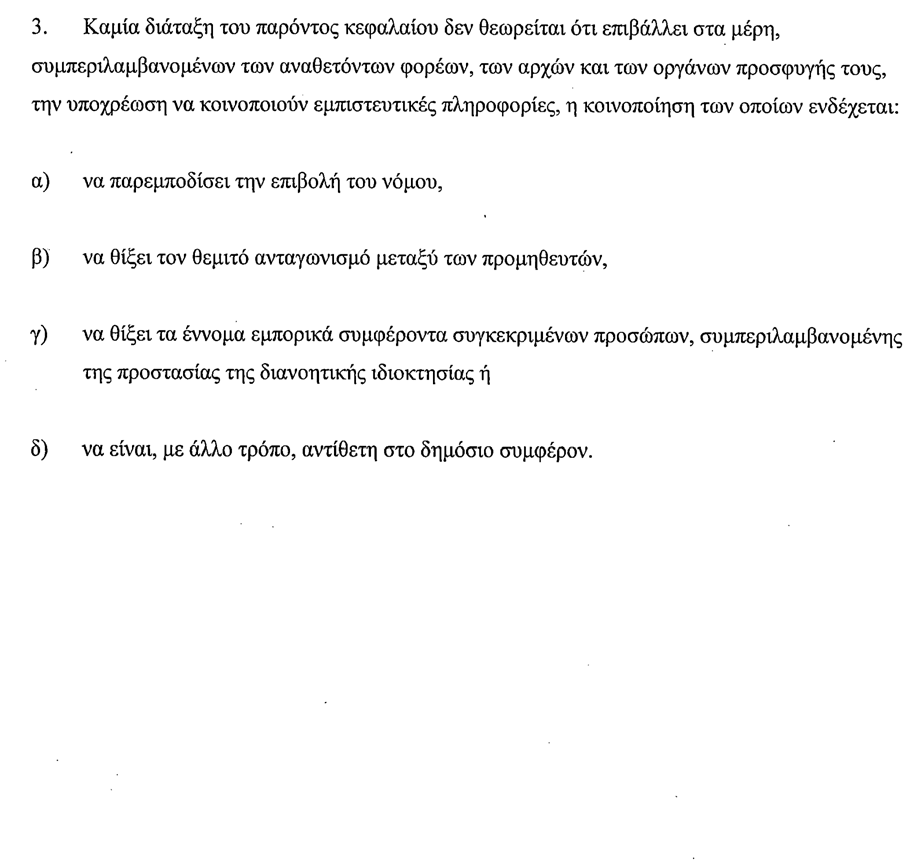 3. Καμία διάταξη του παρόντος κεφαλαίου δεν θεωρείται ότι επιβάλλει στα μέρη,
συμπεριλαμβανομένων των αναθετόντων φορέων, των αρχών και των οργάνων προσφυγής τους,
την υποχρέωση να κοινοποιούν εμπιστευτικές πληροφορίες, η κοινοποίηση των οποίων ενδέχεται:
α) να παρεμποδίσει την επιβολή του νόμου,
β) να θίξει τον θεμιτό ανταγωνισμό μεταξύ των προμηθευτών,
γ) να θίξει τα έννομα εμπορικά συμφέροντα συγκεκριμένων προσώπων, συμπεριλαμβανομένης
της προστασίας της διανοητικής ιδιοκτησίας ή
δ) να είναι, με άλλο τρόπο, αντίθετη στο δημόσιο συμφέρον.